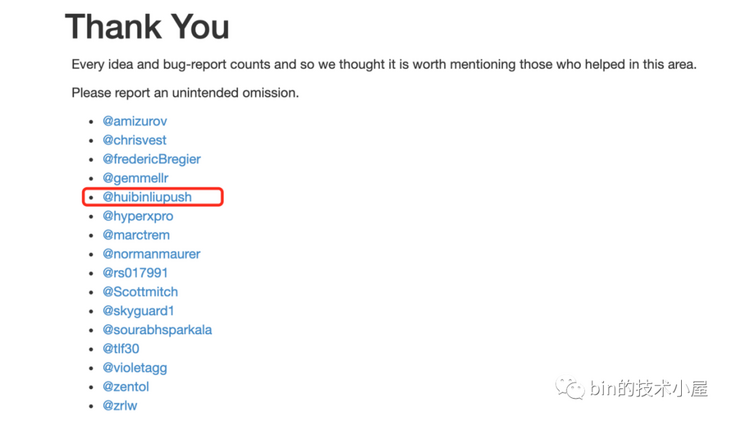 Thank You
Every idea and bug-report counts and so we thought it is worth mentioning those who helped in this area.
Please report an unintended omission.
• @amizurov
• @chrisvest
• @fredericBregier
• @gemmellr
• @huibinliupush
• @hyperxpro
• @marctrem
• @normanmaurer
• @rs017991
• @Scottmitch
• @skyguard1
• @sourabhsparkala
• @tlf30
• @violetagg
• @zentol
• @zrlw
bin的技术小屋